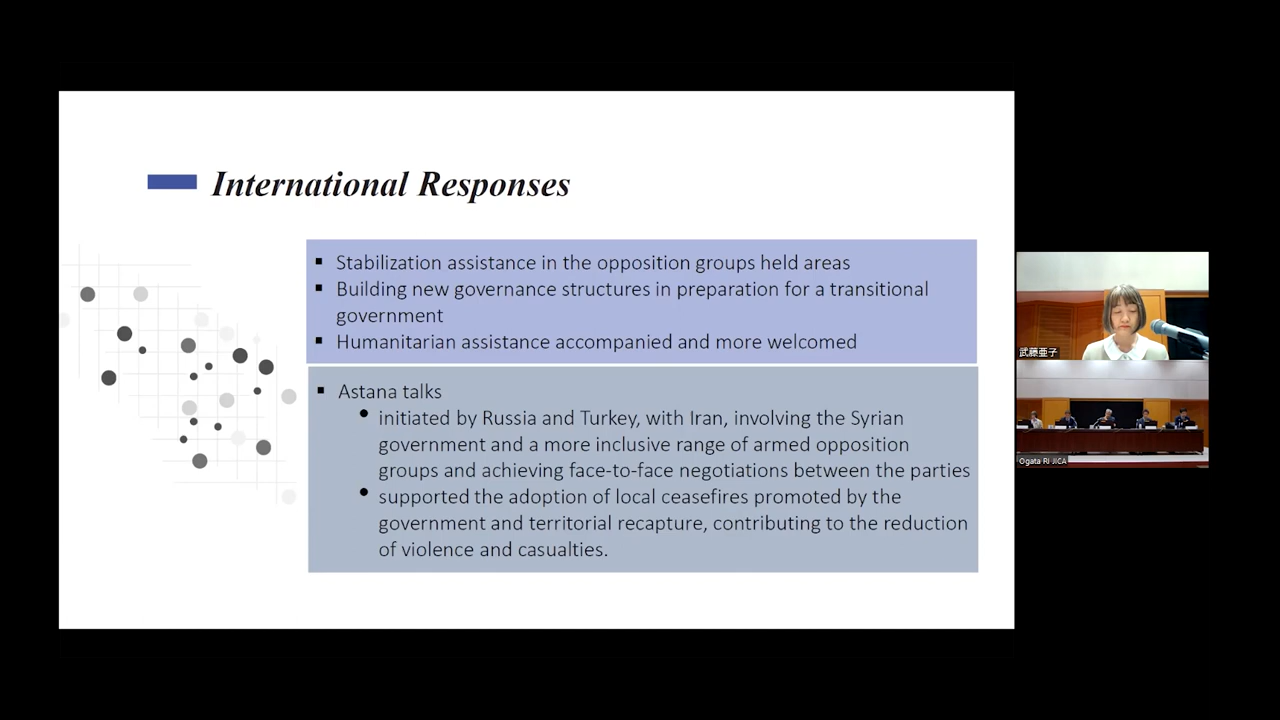 International Responses
▪ Stabilization assistance in the opposition groups held areas
▪ Building new governance structures in preparation for a transitional
government
▪ Humanitarian assistance accompanied and more welcomed
▪ Astana talks
• initiated by Russia and Turkey, with Iran, involving the Syrian
government and a more inclusive range of armed opposition
groups and achieving face-to-face negotiations between the parties
• supported the adoption of local ceasefires promoted by the
government and territorial recapture, contributing to the reduction
of violence and casualties.
武藤亜子
Ogata RI JICA